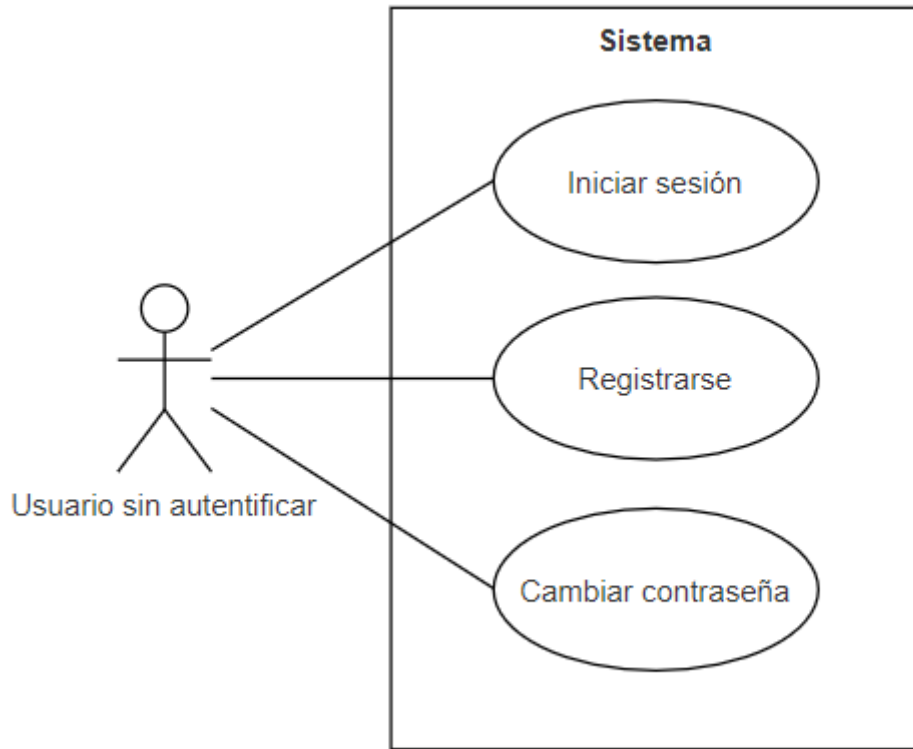 Sistema
Iniciar sesión
Registrarse
Usuario sin autentificar
Cambiar contraseña